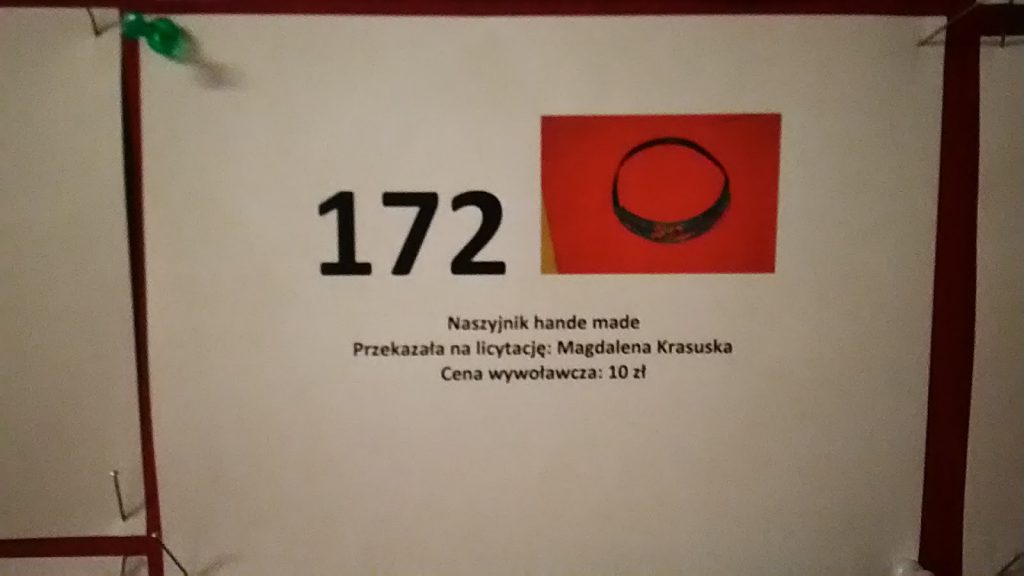 172
Naszyjnik hande made
Przekazała na licytację: Magdalena Krasuska
Cena wywoławcza: 10 zł